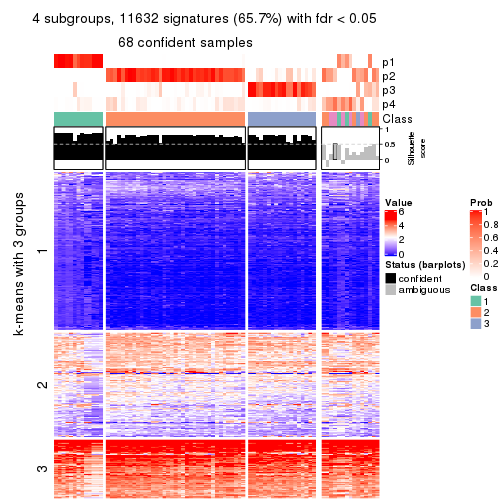 4 subgroups, 11632 signatures (65.7%) with fdr < 0.05
68 confident samples
p1
p2
p3
p4
Class
1
0.5
0
Silhouette
score
k-means with 3 groups
1
2
3
Value
6
4
2
0
Status (barplots)
confident
ambiguous
Prob
1
0.8
0.6
0.4
0.2
0
Class
1
2
3